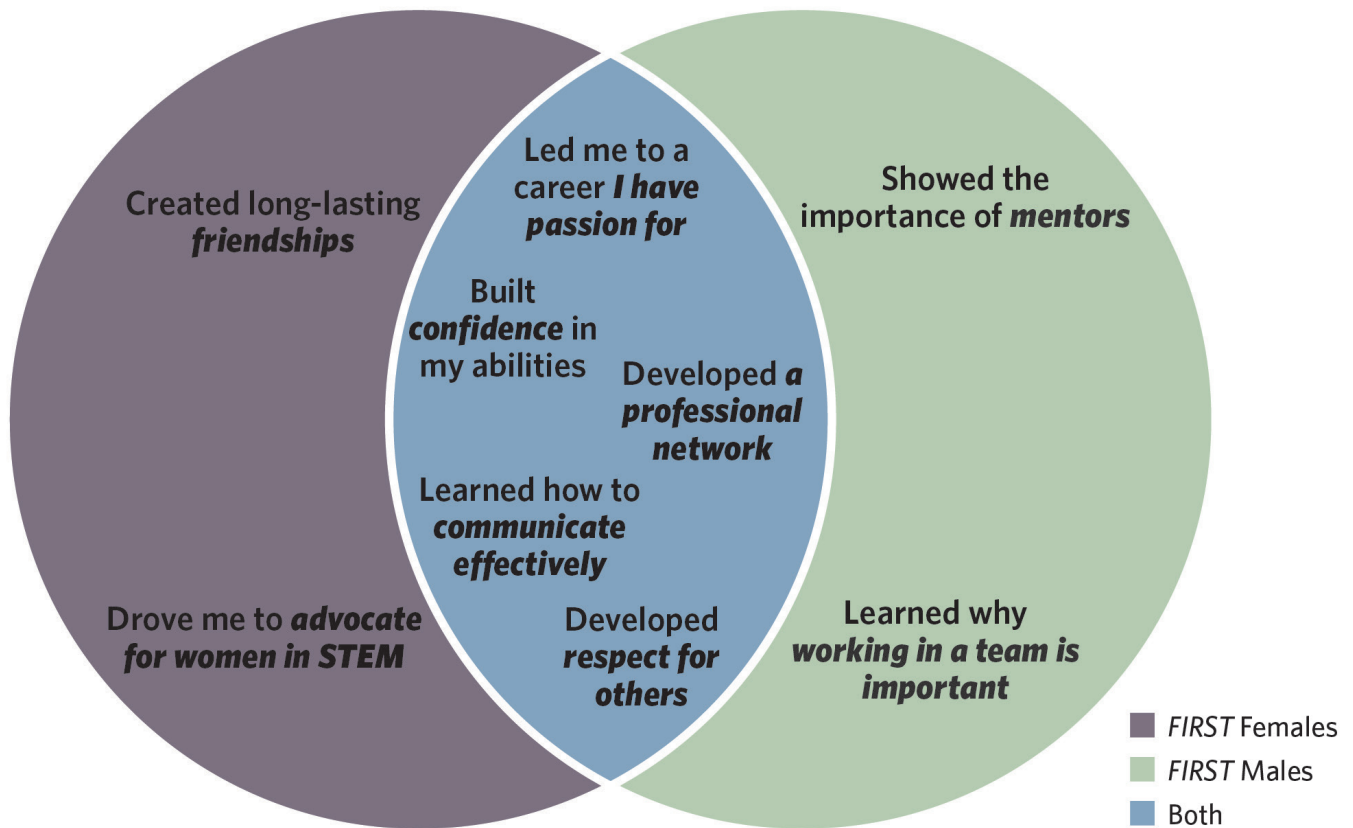 Created long-lasting
friendships
Drove me to advocate
for women in STEM
Led me to a
career I have
passion for
Built
confidence in
my abilities
Developed a
professional
network
Learned how to
communicate
effectively
Developed
respect for
others
Showed the
importance of mentors
Learned why
working in a team is
important
FIRST Females
FIRST Males
Both